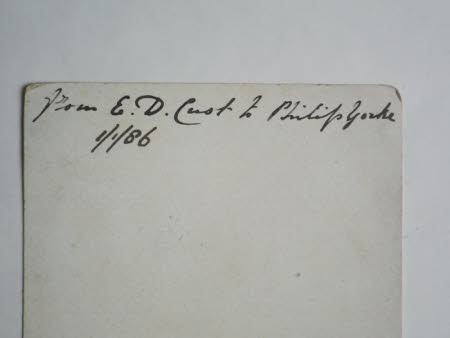 From E. D. Cust to Philip Yorke
1/1/86